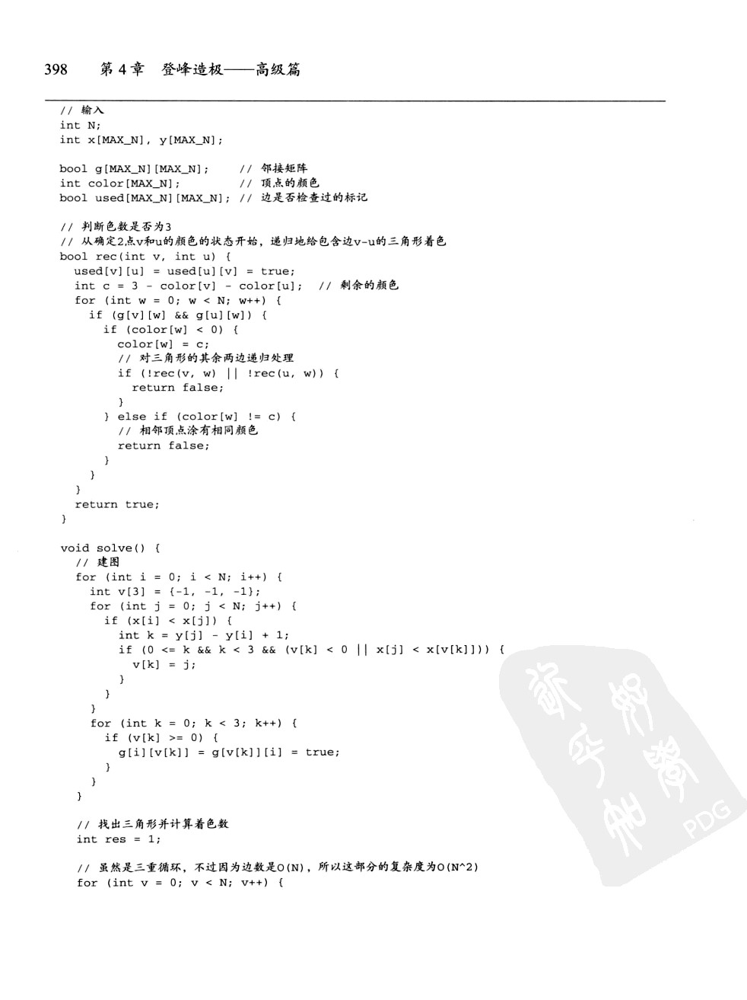 398 第4章 登峰造极——高级篇
// 输入
int N;
int x[MAX_N], y[MAX_N];
bool g[MAX_N][MAX_N]; // 邻接矩阵
int color[MAX_N]; // 顶点的颜色
bool used[MAX_N][MAX_N]; // 边是否检查过的标记
// 判断色数是否为3
// 从确定2点v和u的颜色的状态开始，递归地给包含边v-u的三角形着色
bool rec(int v, int u) {
  used[v][u] = used[u][v] = true;
  int c = 3 - color[v] - color[u]; // 剩余的颜色
  for (int w = 0; w < N; w++) {
    if (g[v][w] && g[u][w]) {
      if (color[w] < 0) {
        color[w] = c;
        // 对三角形的其余两边递归处理
        if (!rec(v, w) || !rec(u, w)) {
          return false;
        }
      } else if (color[w] != c) {
        // 相邻顶点涂有相同颜色
        return false;
      }
    }
  }
  return true;
}
void solve() {
  // 建图
  for (int i = 0; i < N; i++) {
    int v[3] = {-1, -1, -1};
    for (int j = 0; j < N; j++) {
      if (x[i] < x[j]) {
        int k = y[j] - y[i] + 1;
        if (0 <= k && k < 3 && (v[k] < 0 || x[j] < x[v[k]])) {
          v[k] = j;
        }
      }
    }
    for (int k = 0; k < 3; k++) {
      if (v[k] >= 0) {
        g[i][v[k]] = g[v[k]][i] = true;
      }
    }
  }
  // 找出三角形并计算着色数
  int res = 1;
  // 虽然是三重循环，不过因为边数是O(N)，所以这部分的复杂度为O(N^2)
  for (int v = 0; v < N; v++) {
PDG